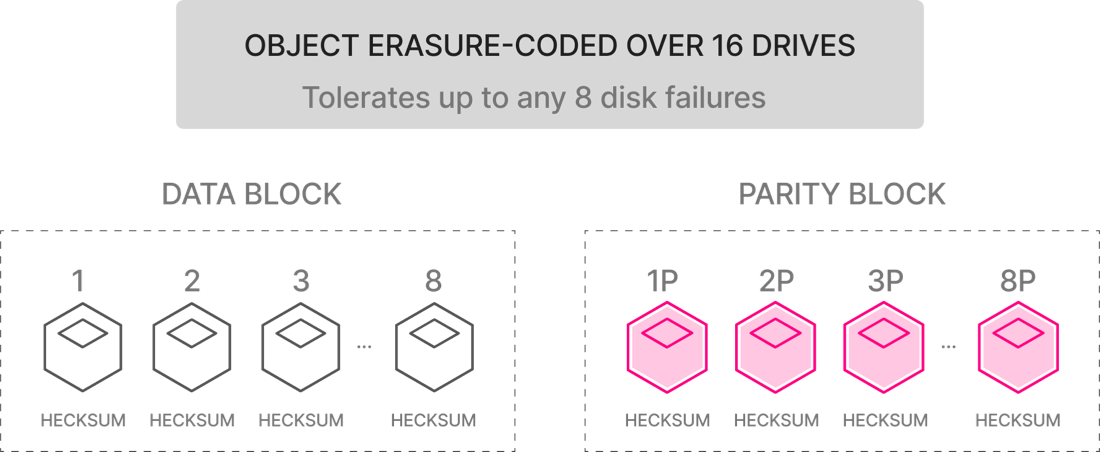 OBJECT ERASURE-CODED OVER 16 DRIVES
Tolerates up to any 8 disk failures
DATA BLOCK
1 2 3 8
...
HECKSUM HECKSUM HECKSUM HECKSUM
PARITY BLOCK
1P 2P 3P 8P
...
HECKSUM HECKSUM HECKSUM HECKSUM